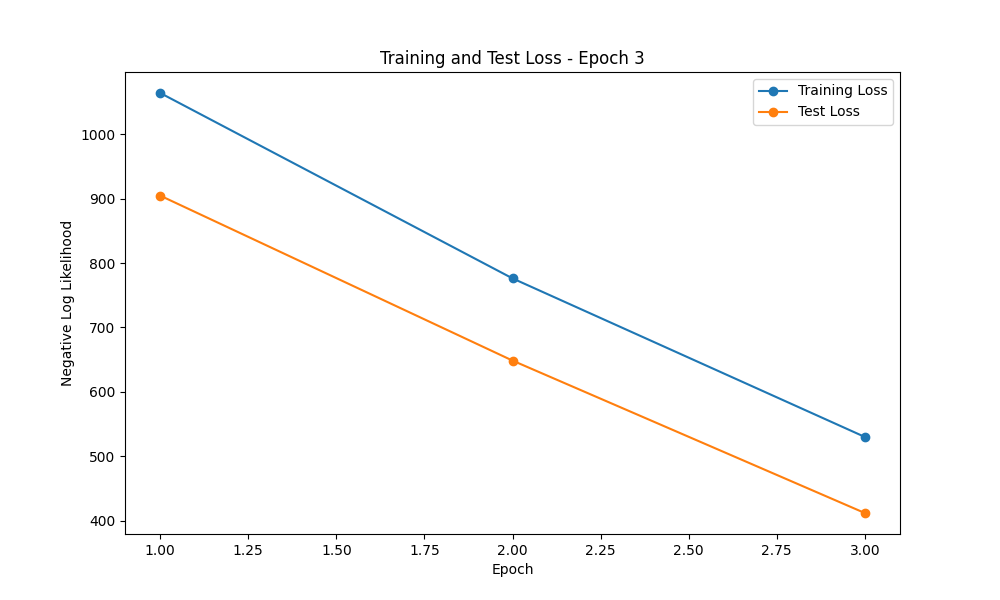 Training and Test Loss - Epoch 3
Training Loss
Test Loss
Negative Log Likelihood
1000
900
800
700
600
500
400
1.00 1.25 1.50 1.75 2.00 2.25 2.50 2.75 3.00
Epoch